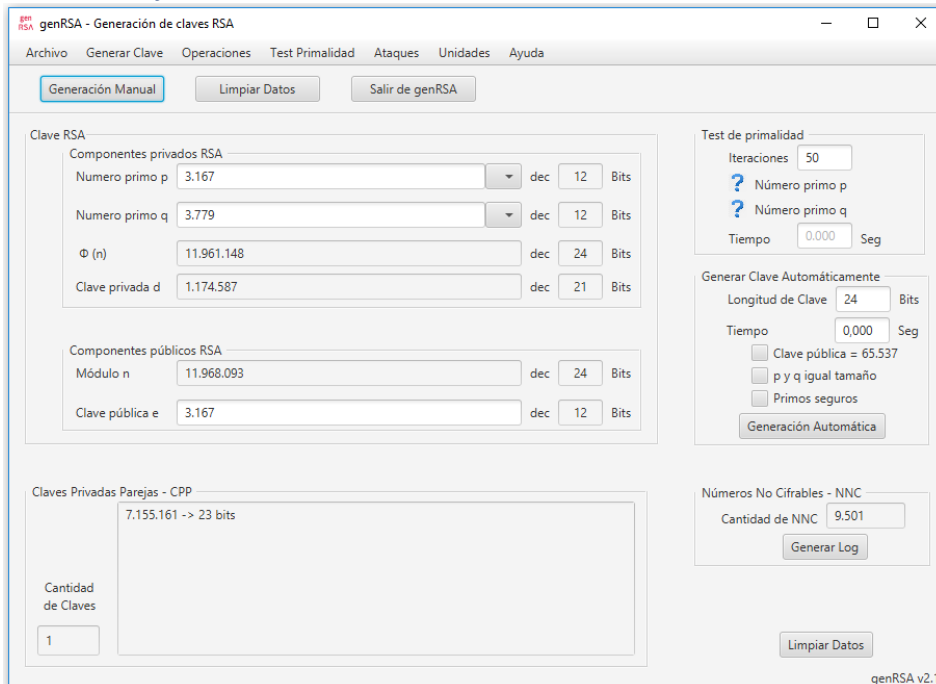 gen RSA genRSA - Generación de claves RSA
Archivo Generar Clave Operaciones Test Primalidad Ataques Unidades Ayuda
Generación Manual Limpiar Datos Salir de genRSA
Clave RSA
Componentes privados RSA
Numero primo p 3.167 dec 12 Bits
Numero primo q 3.779 dec 12 Bits
Φ (n) 11.961.148 dec 24 Bits
Clave privada d 1.174.587 dec 21 Bits
Componentes públicos RSA
Módulo n 11.968.093 dec 24 Bits
Clave pública e 3.167 dec 12 Bits
Test de primalidad
Iteraciones 50
? Número primo p
? Número primo q
Tiempo 0.000 Seg
Generar Clave Automáticamente
Longitud de Clave 24 Bits
Tiempo 0,000 Seg
Clave pública = 65.537
p y q igual tamaño
Primos seguros
Generación Automática
Claves Privadas Parejas - CPP
7.155.161 -> 23 bits
Cantidad
de Claves
1
Números No Cifrables - NNC
Cantidad de NNC 9.501
Generar Log
Limpiar Datos
genRSA v2.1